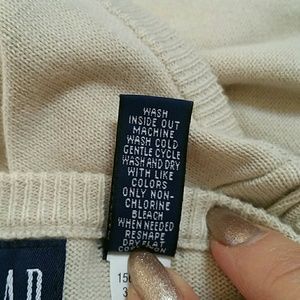 WASH
INSIDE OUT
MACHINE
WASH COLD
GENTLE CYCLE
WASH AND DRY
WITH LIKE
COLORS
ONLY NON-
CHLORINE
BLEACH
WHEN NEEDED
RESHAPE
DRY FLAT
AP